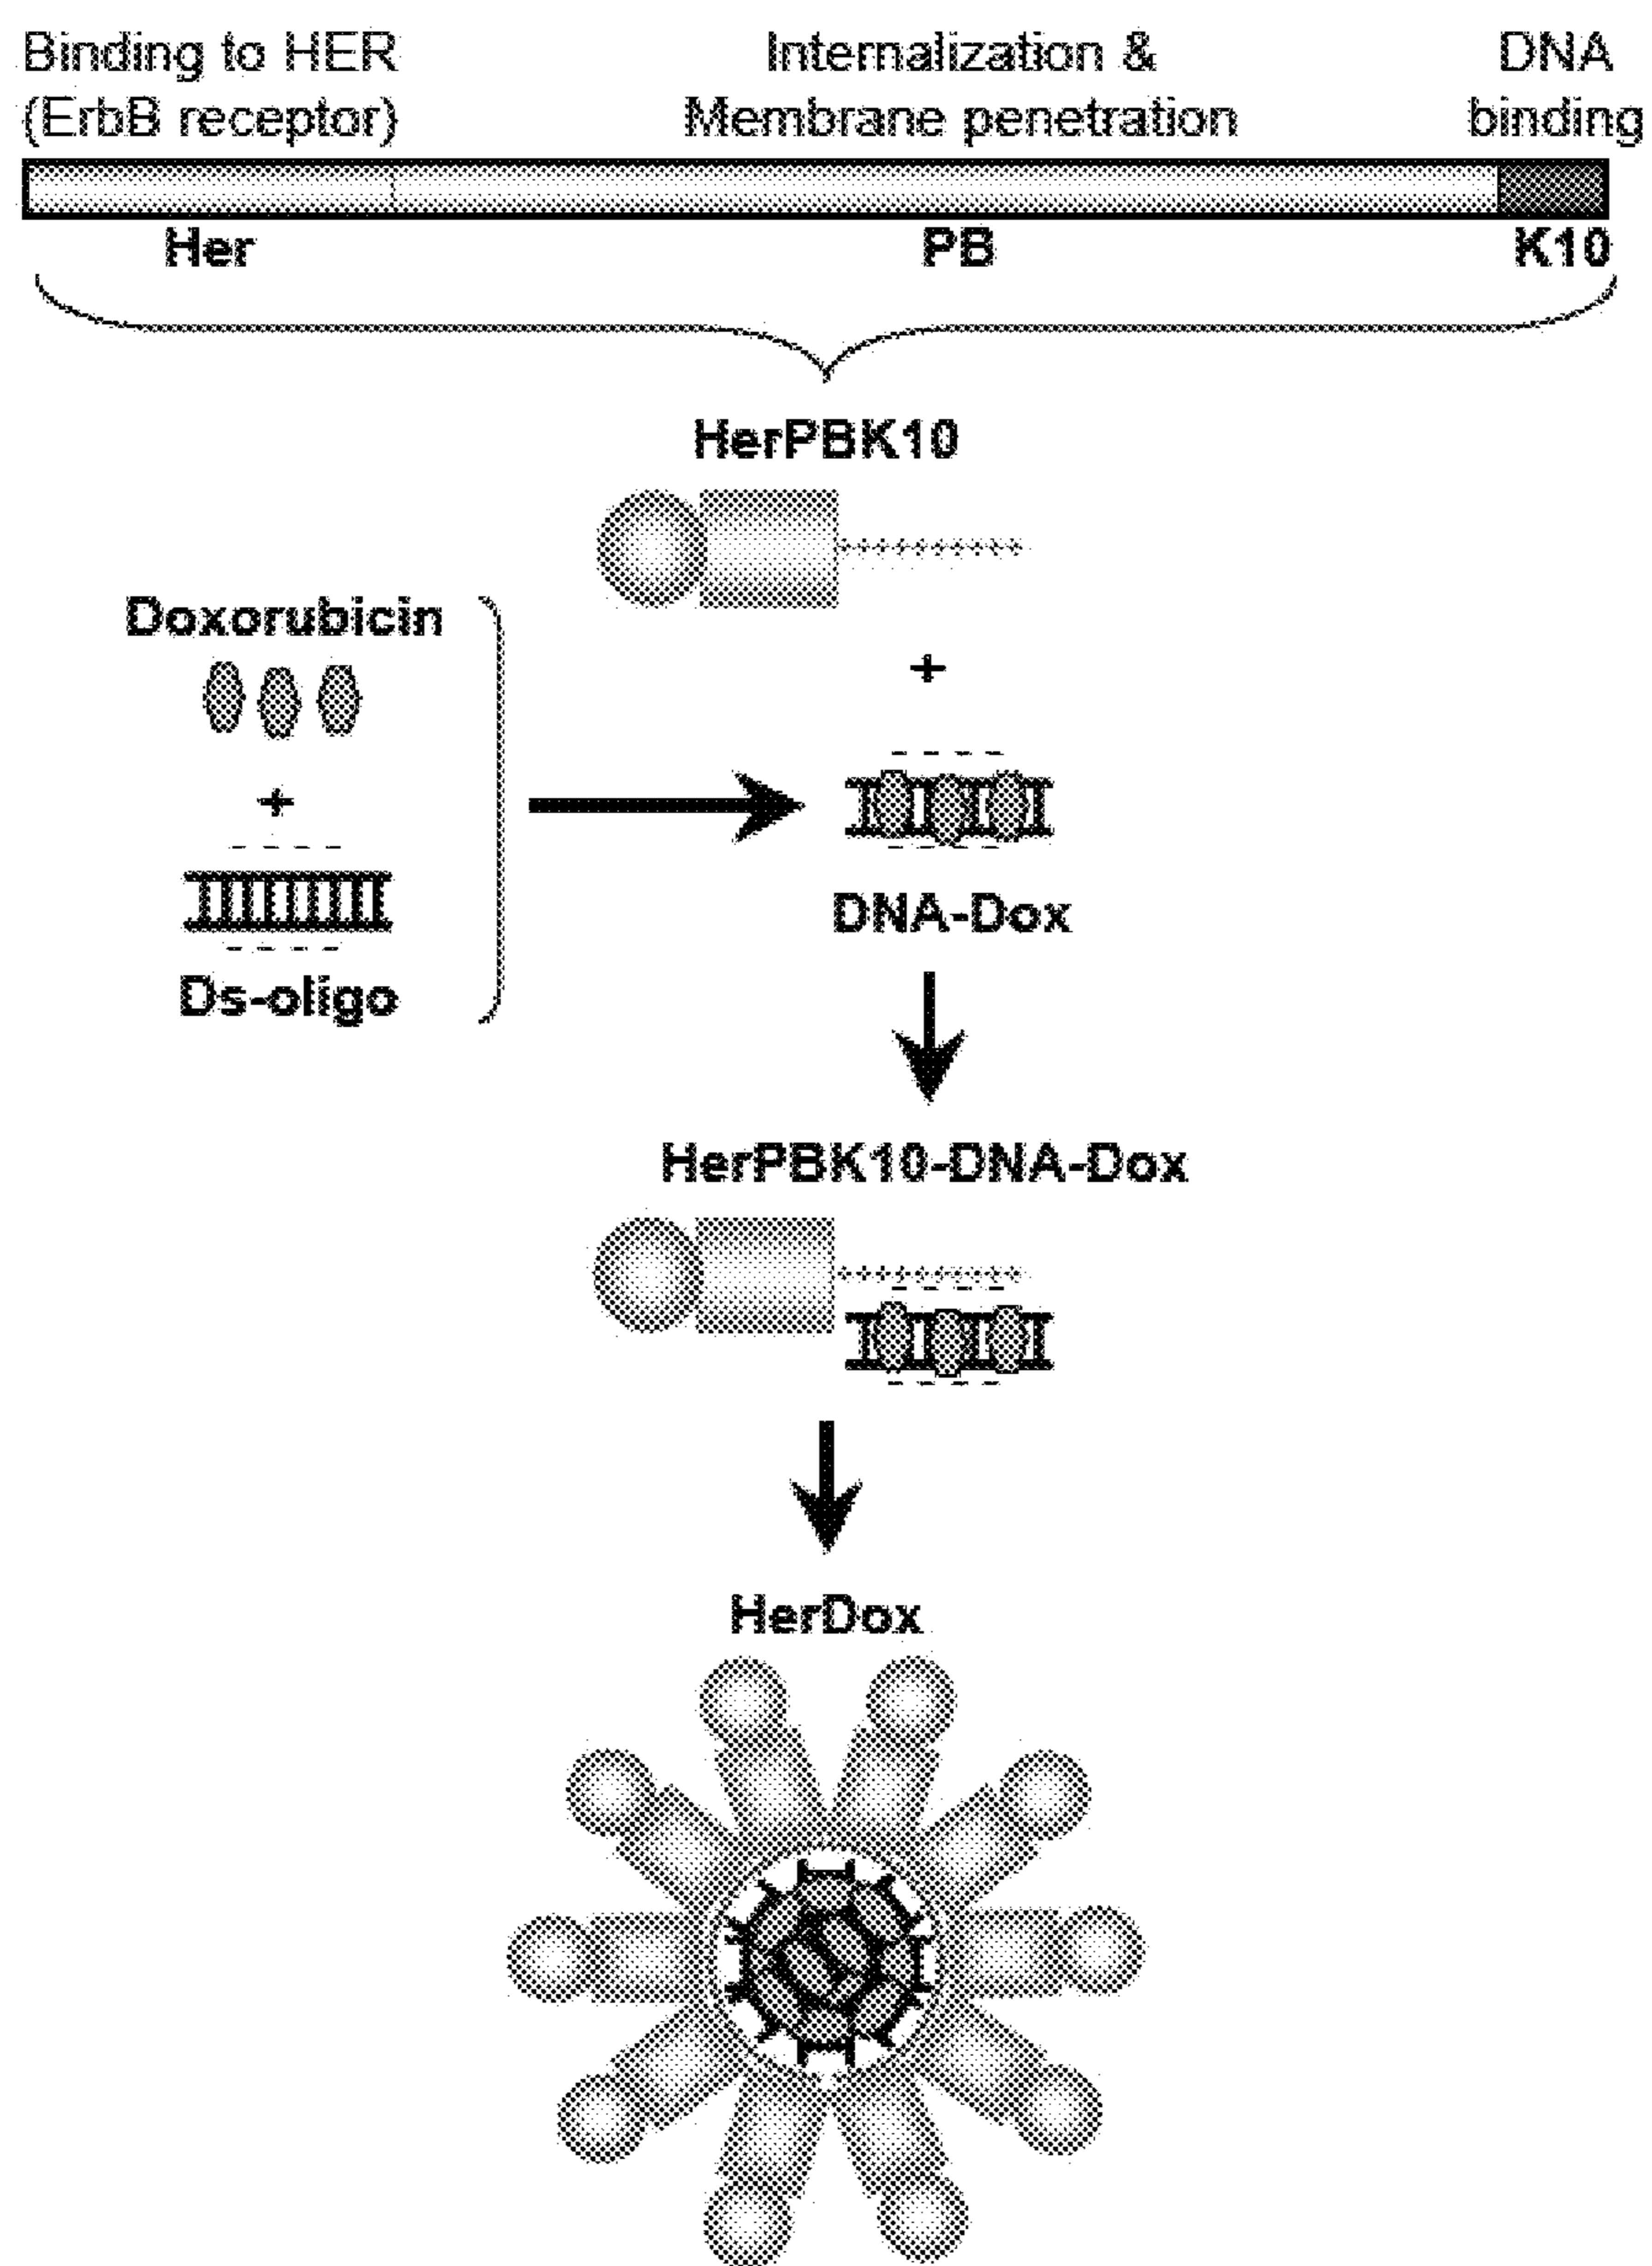 Binding to HER
(ErbB receptor)
Internalization &
Membrane penetration
DNA
binding
Her
PB
K10
HerPBK10
Doxorubicin
+
+
Ds-oligo
DNA-Dox
HerPBK10-DNA-Dox
HerDox